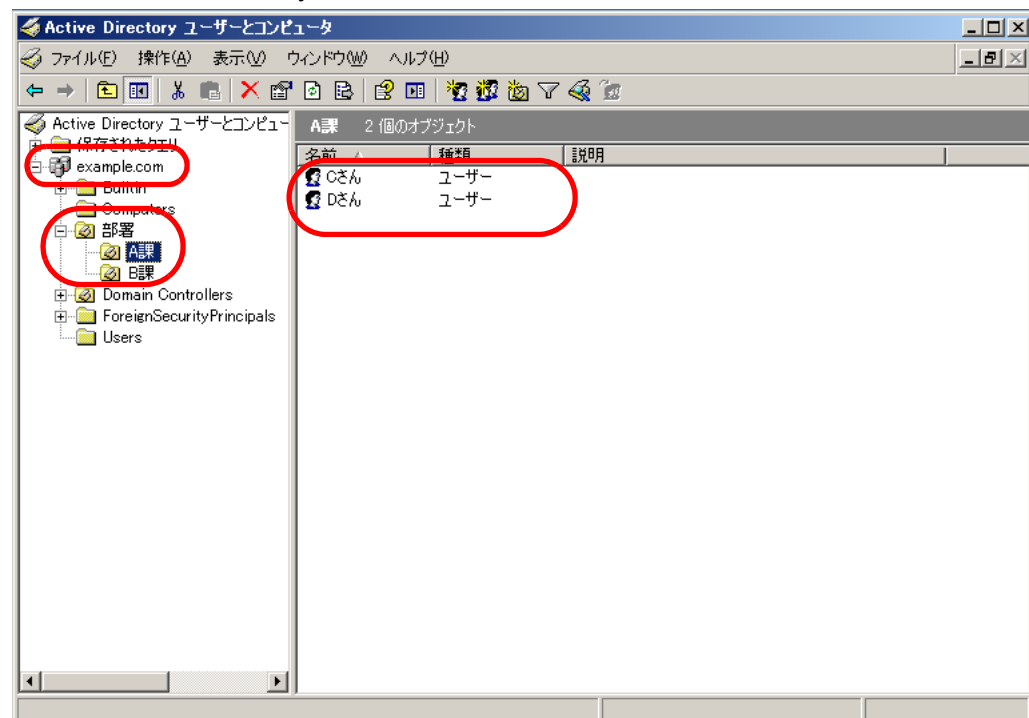 Active Directory ユーザーとコンピュータ
ファイル(F) 操作(A) 表示(V) ウィンドウ(W) ヘルプ(H)
Active Directory ユーザーとコンピュー
A課 2 個のオブジェクト
保存されたクエリ
名前 種類 説明
example.com
Cさん ユーザー
Builtin
Dさん ユーザー
Computers
部署
A課
B課
Domain Controllers
ForeignSecurityPrincipals
Users